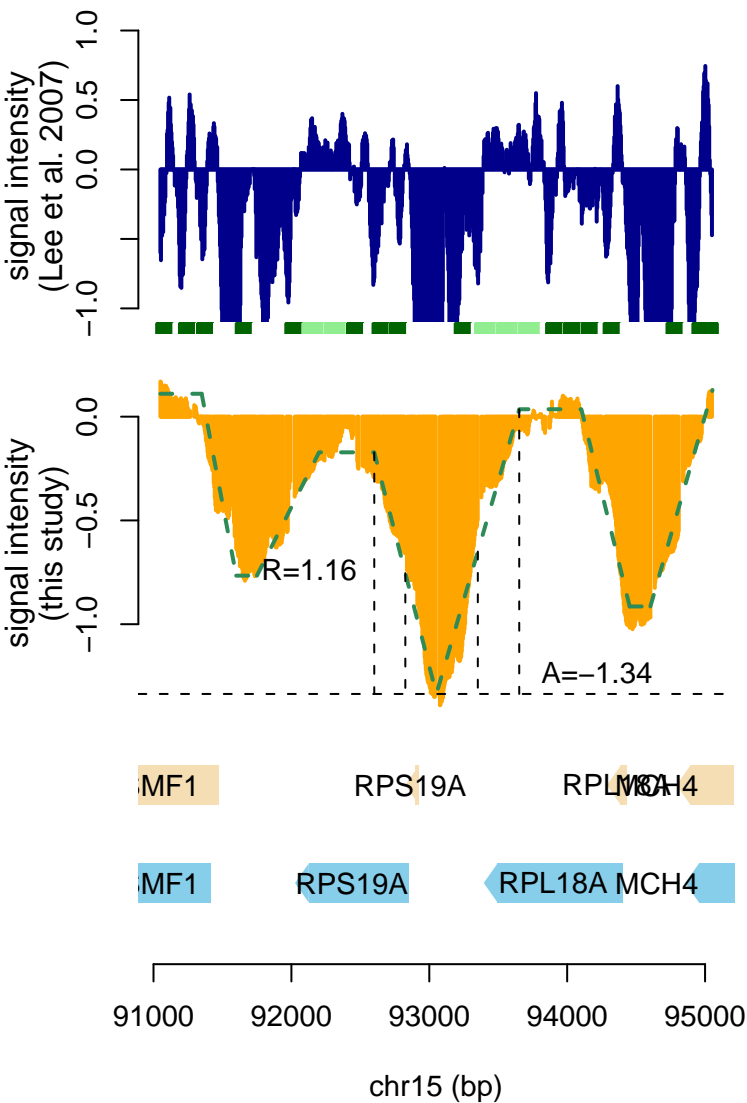 signal intensity
(Lee et al. 2007)
1.0
0.5
0.0
−1.0
signal intensity
(this study)
0.0
−0.5
−1.0
R=1.16
A=−1.34
SMF1 RPS19A RPL18A MCH4
SMF1 RPS19A RPL18A MCH4
91000 92000 93000 94000 95000
chr15 (bp)